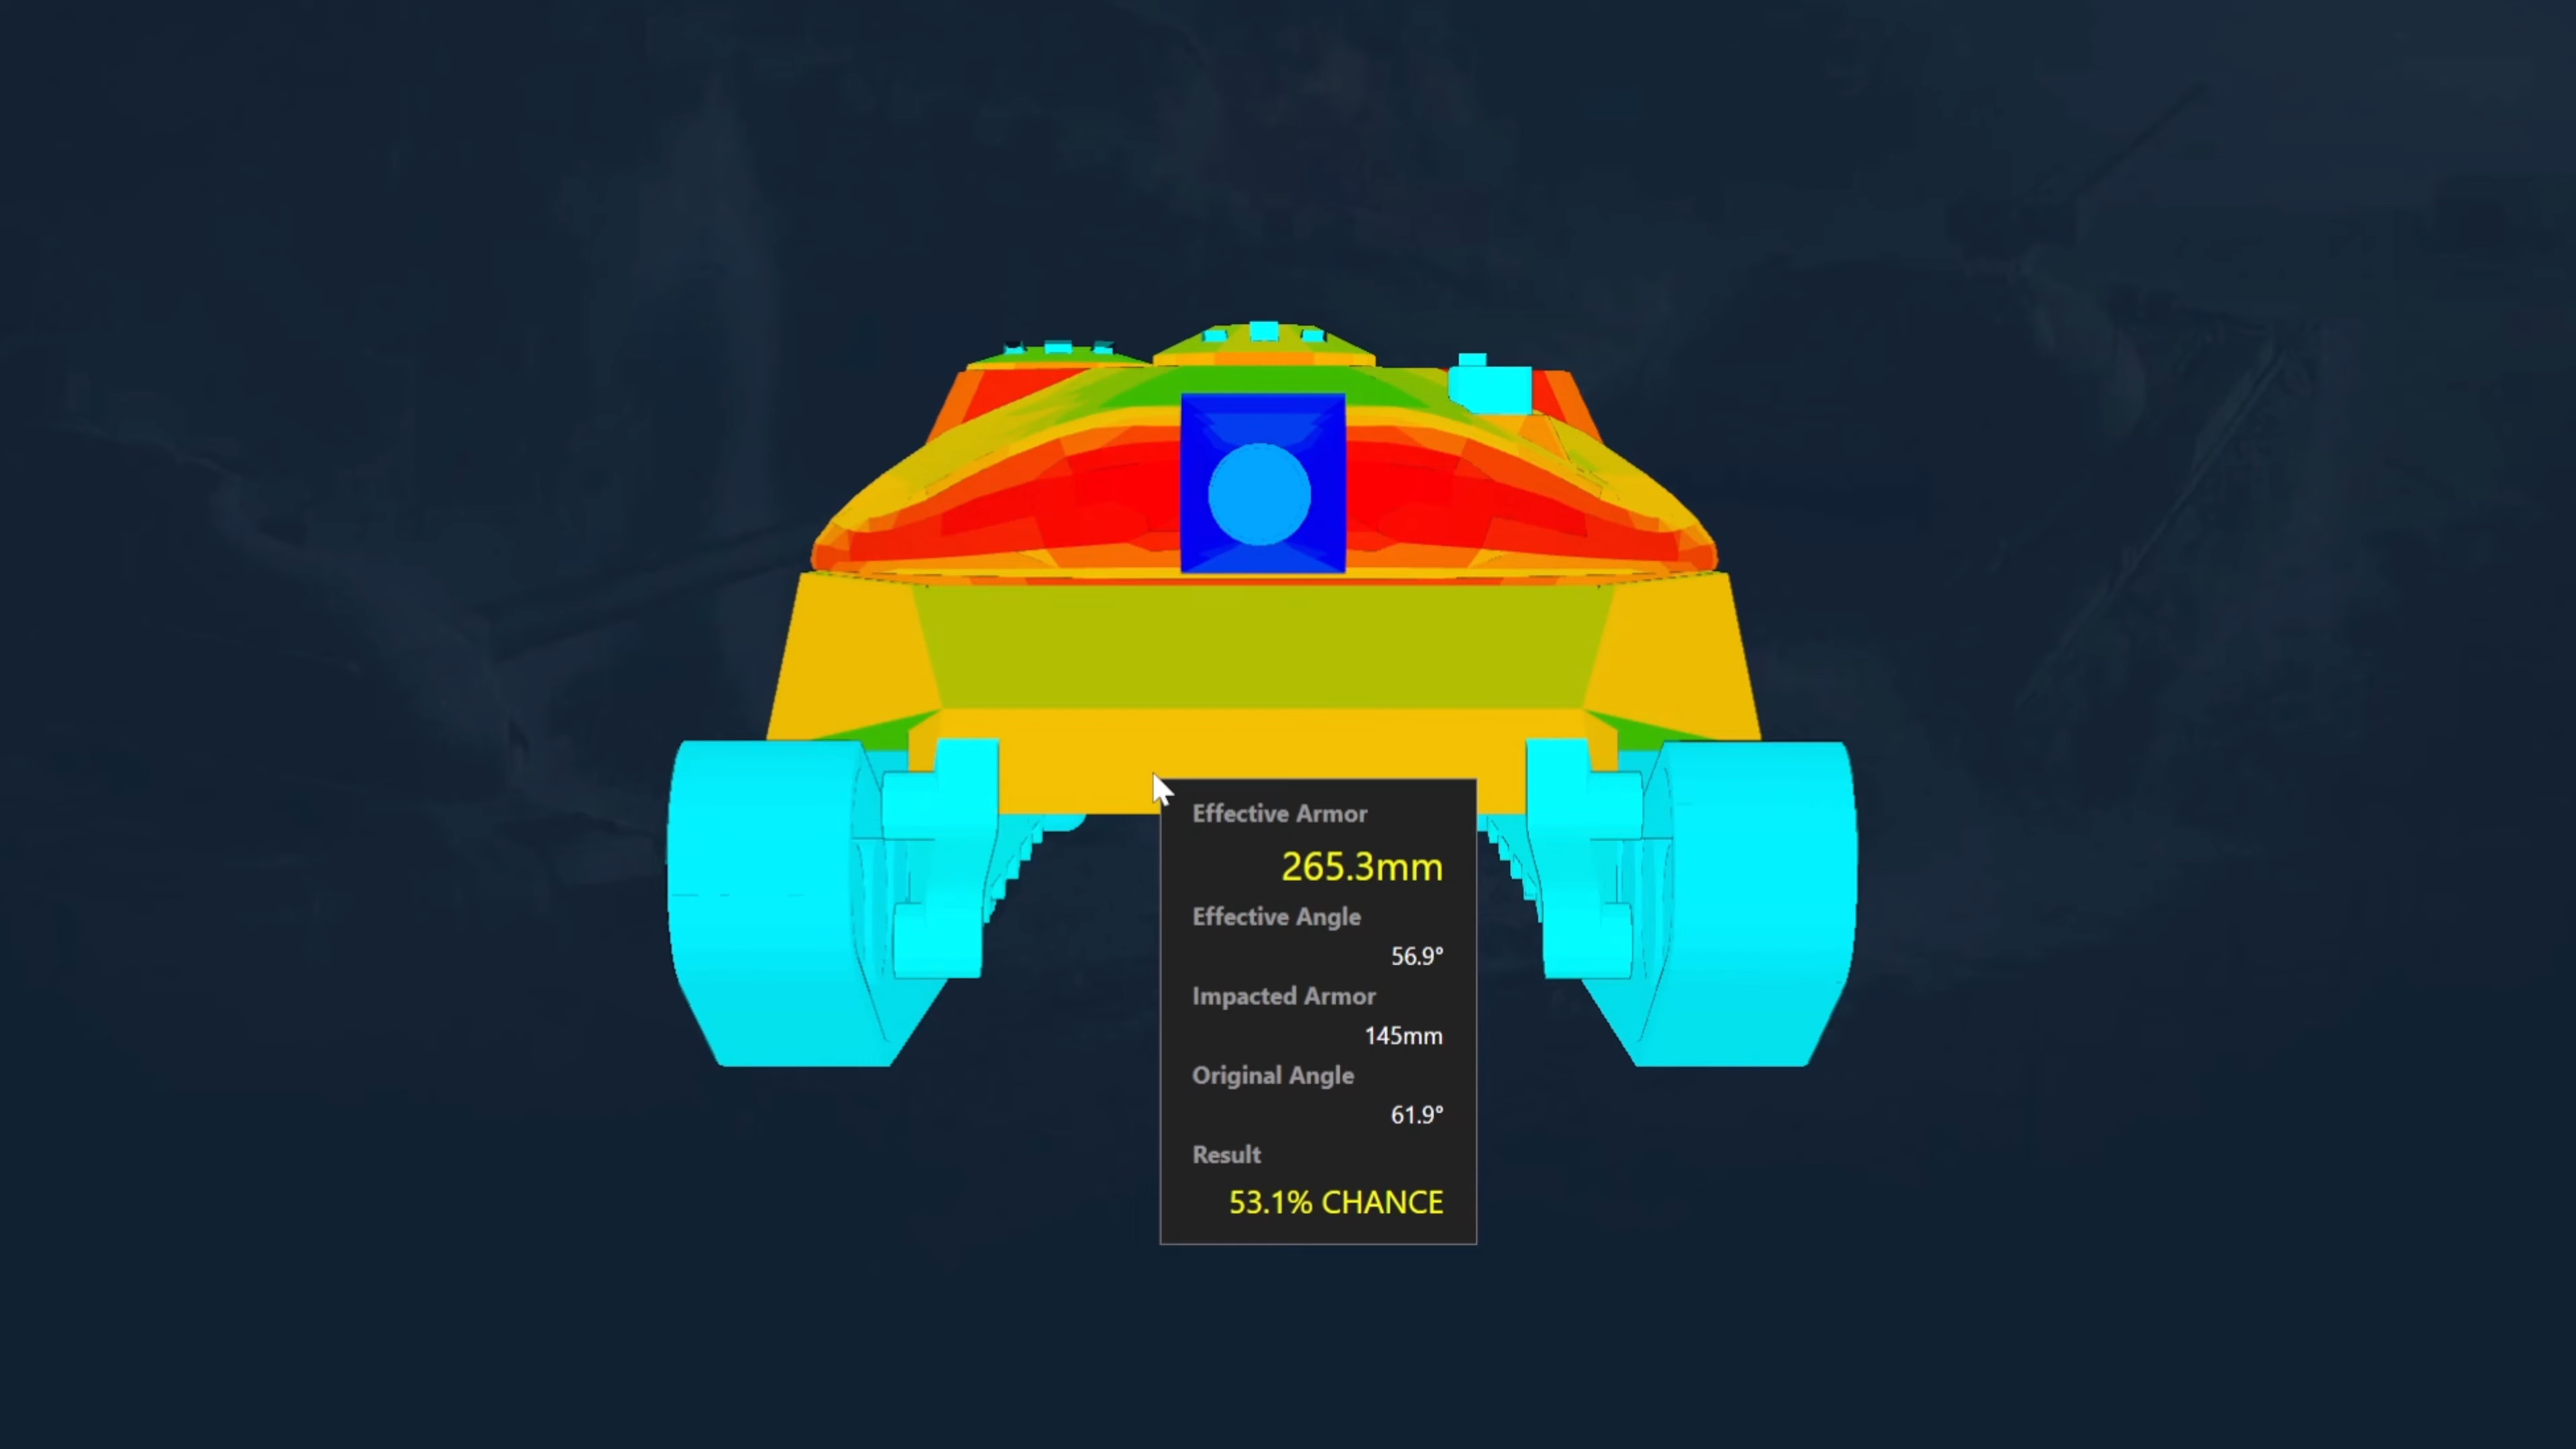 Effective Armor
265.3mm
Effective Angle
56.9°
Impacted Armor
145mm
Original Angle
61.9°
Result
53.1% CHANCE